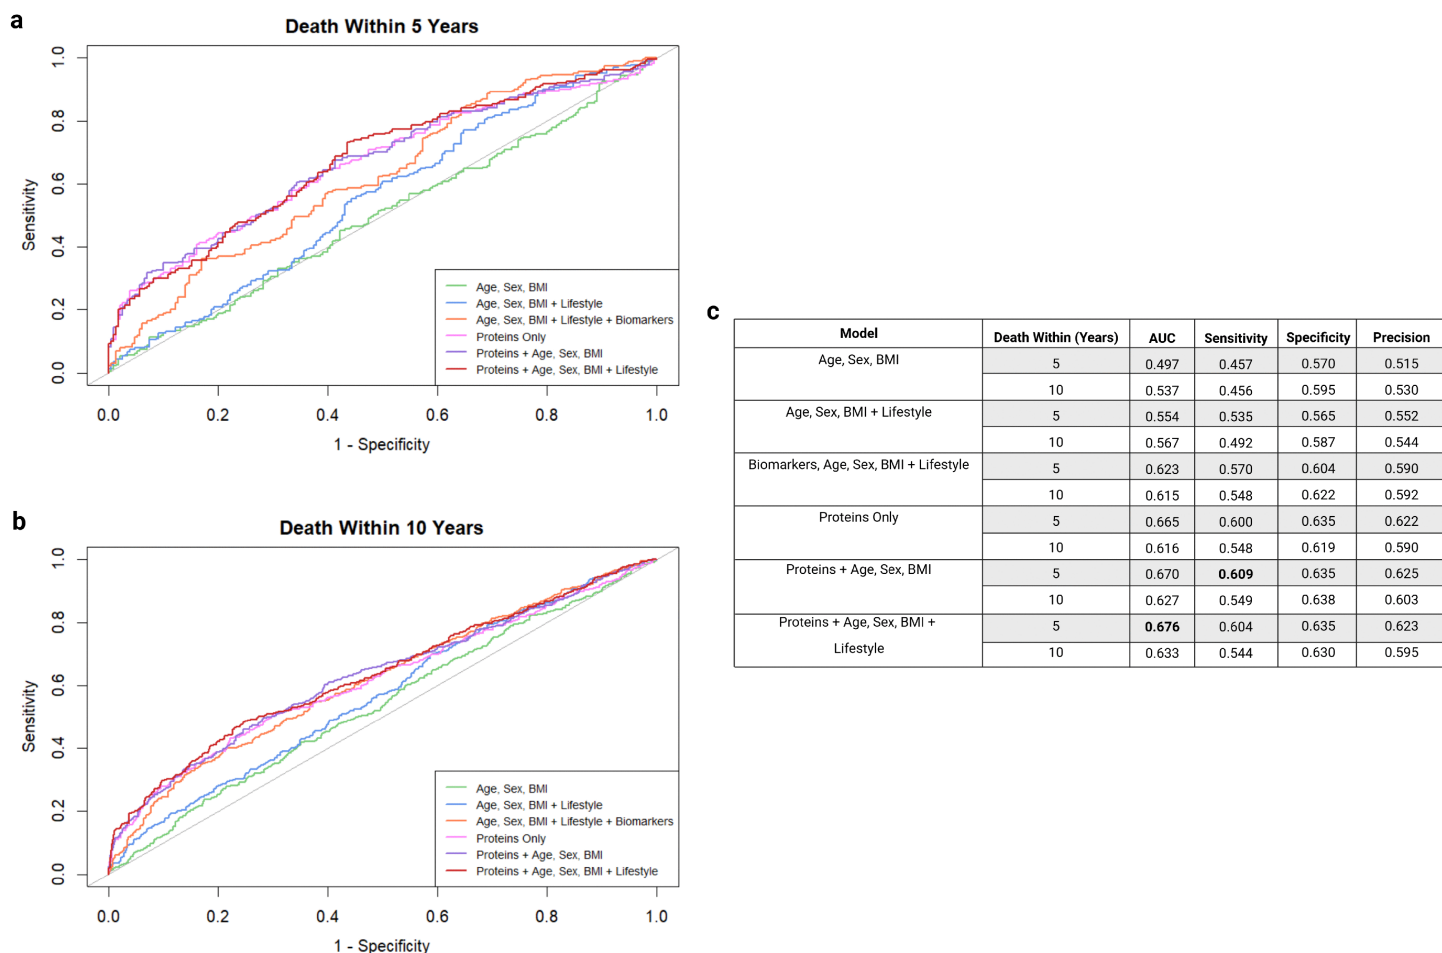 a
Death Within 5 Years
Sensitivity
1.0
0.8
0.6
0.4
0.2
0.0
Age, Sex, BMI
Age, Sex, BMI + Lifestyle
Age, Sex, BMI + Lifestyle + Biomarkers
Proteins Only
Proteins + Age, Sex, BMI
Proteins + Age, Sex, BMI + Lifestyle
0.0 0.2 0.4 0.6 0.8 1.0
1 - Specificity
b
Death Within 10 Years
Sensitivity
1.0
0.8
0.6
0.4
0.2
0.0
Age, Sex, BMI
Age, Sex, BMI + Lifestyle
Age, Sex, BMI + Lifestyle + Biomarkers
Proteins Only
Proteins + Age, Sex, BMI
Proteins + Age, Sex, BMI + Lifestyle
0.0 0.2 0.4 0.6 0.8 1.0
1 - Specificity
c
Model Death Within (Years) AUC Sensitivity Specificity Precision
Age, Sex, BMI 5 0.497 0.457 0.570 0.515
10 0.537 0.456 0.595 0.530
Age, Sex, BMI + Lifestyle 5 0.554 0.535 0.565 0.552
10 0.567 0.492 0.587 0.544
Biomarkers, Age, Sex, BMI + Lifestyle 5 0.623 0.570 0.604 0.590
10 0.615 0.548 0.622 0.592
Proteins Only 5 0.665 0.600 0.635 0.622
10 0.616 0.548 0.619 0.590
Proteins + Age, Sex, BMI 5 0.670 0.609 0.635 0.625
10 0.627 0.549 0.638 0.603
Proteins + Age, Sex, BMI + 5 0.676 0.604 0.635 0.623
Lifestyle 10 0.633 0.544 0.630 0.595